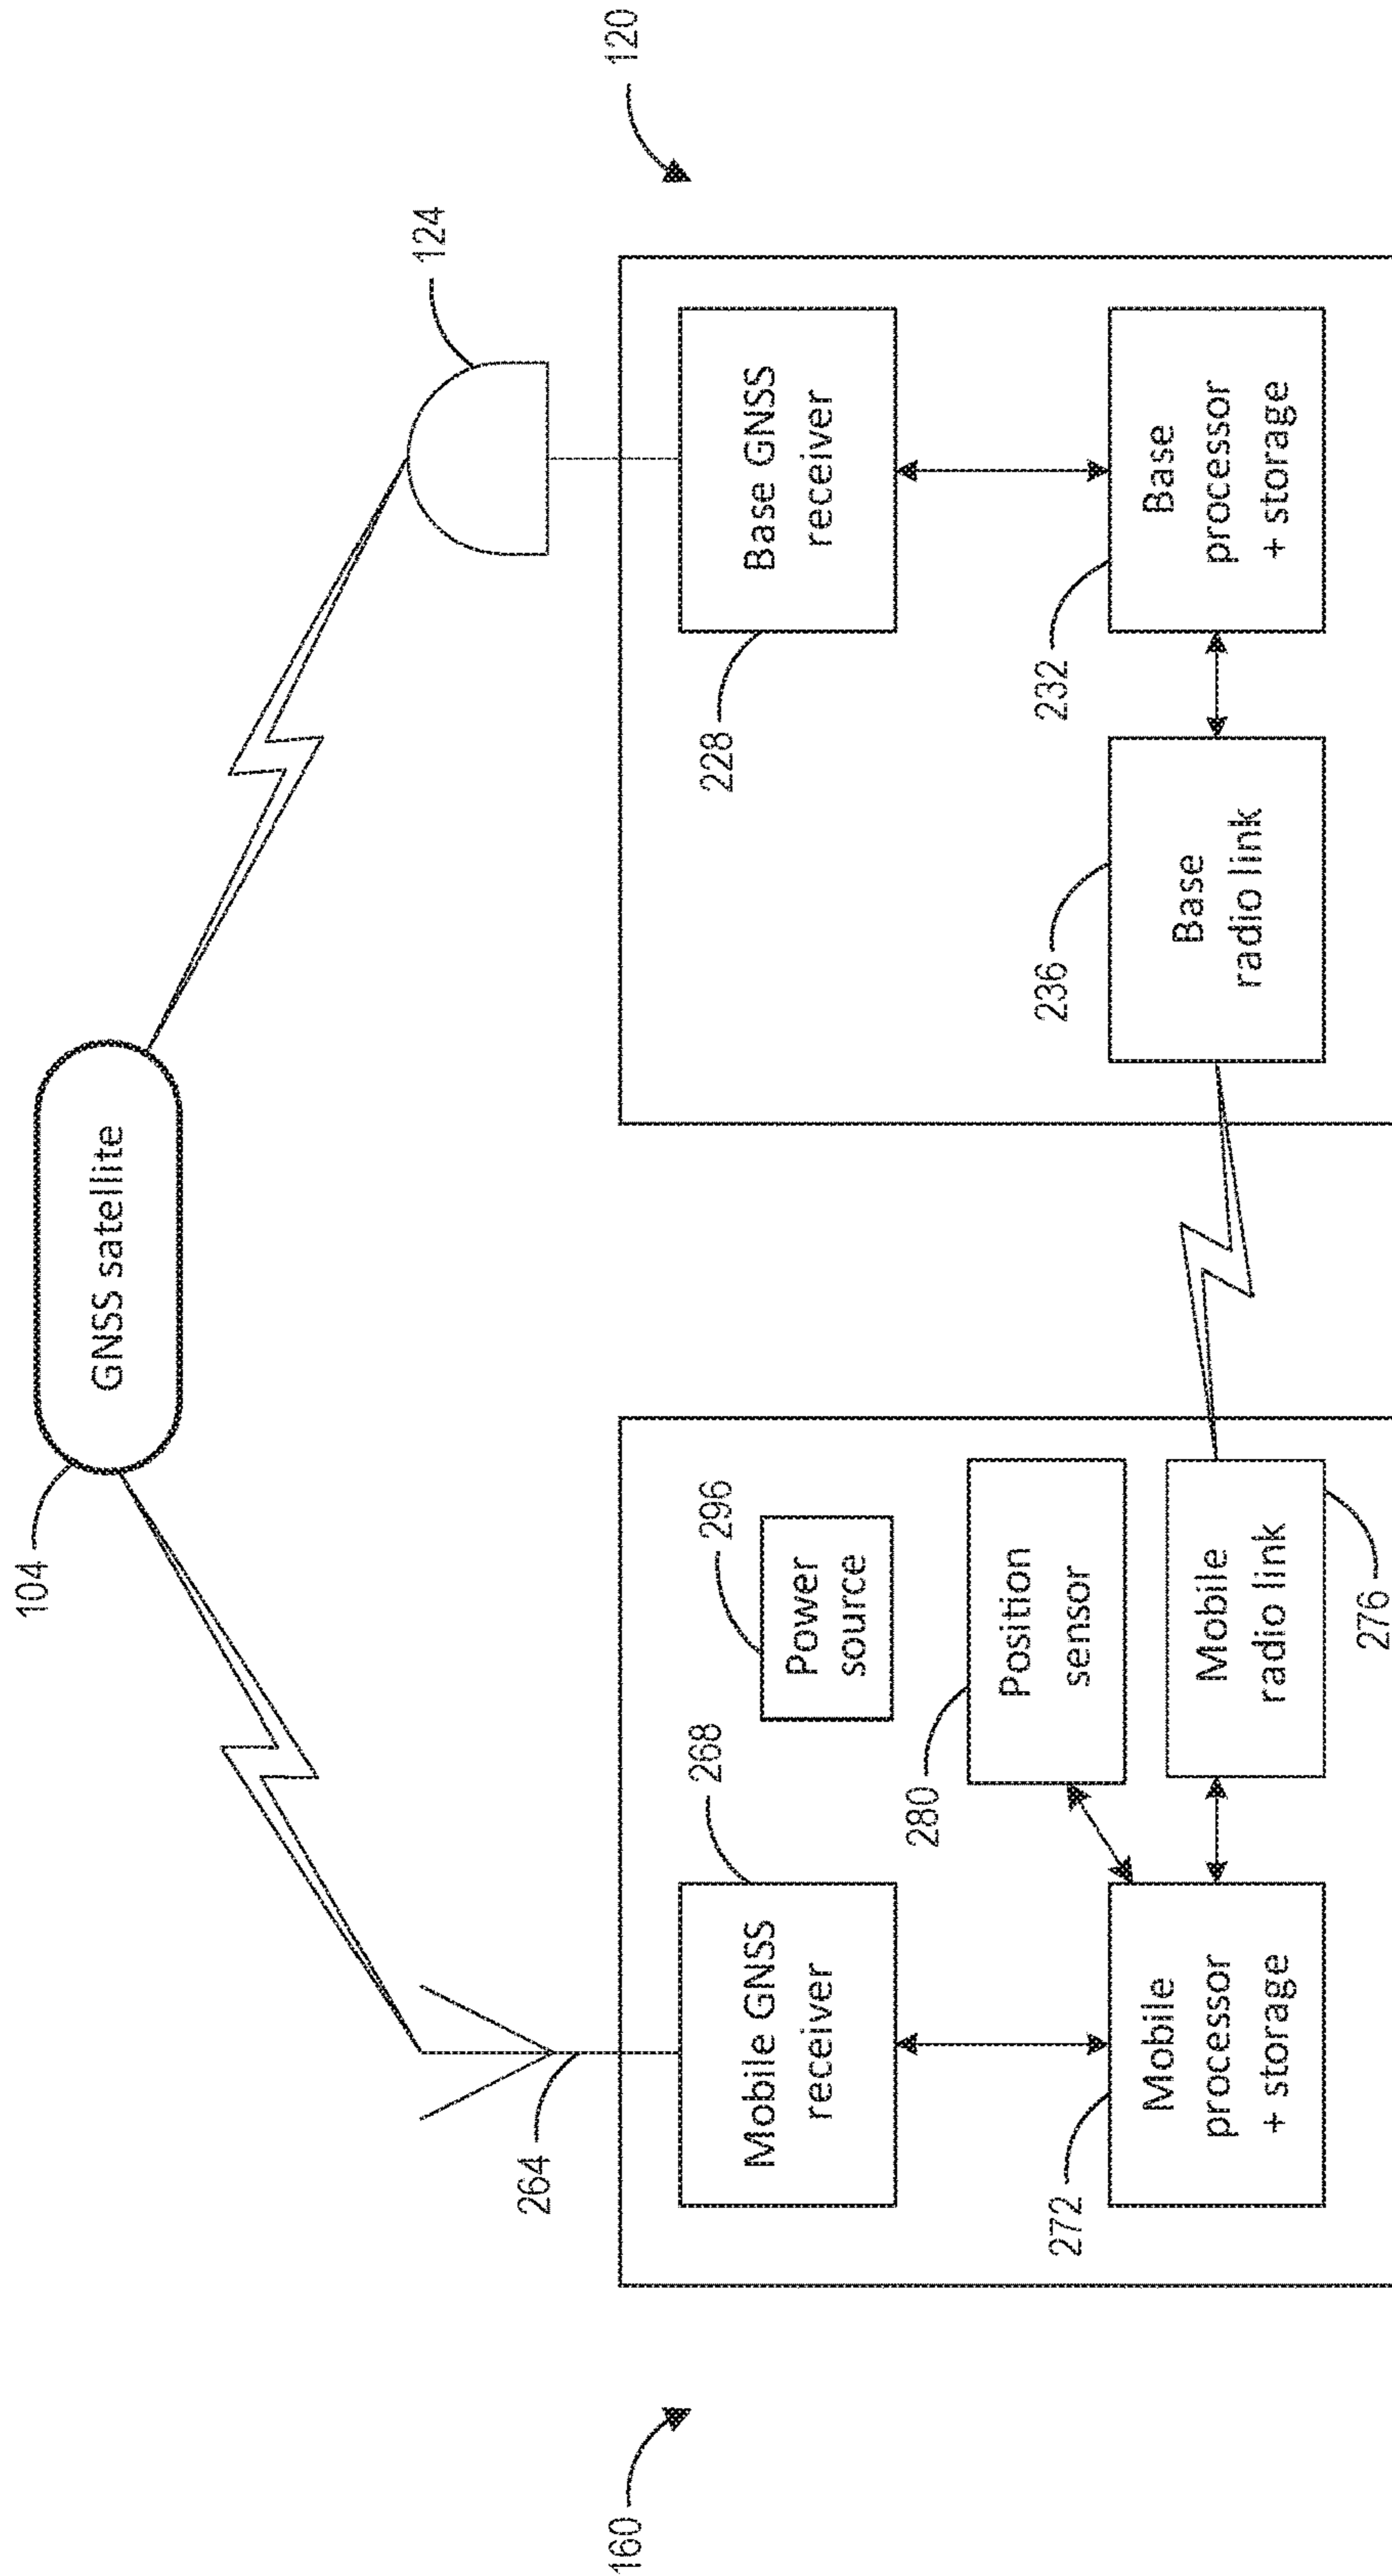 104
GNSS satellite
160
264
124
120
Mobile GNSS
receiver
268
Power
source
296
280
Position
sensor
272
Mobile
processor
+ storage
Mobile
radio link
276
Base GNSS
receiver
228
236
Base
radio link
232
Base
processor
+ storage